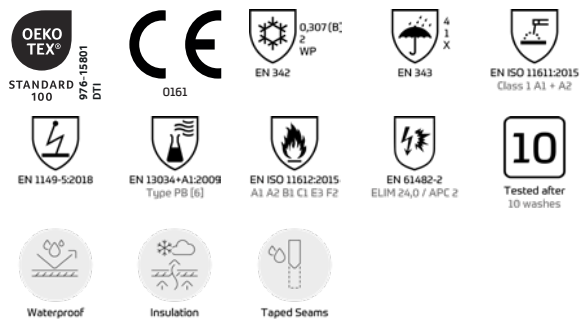 OEKO
TEX®
STANDARD
100
976-15801
DTI
CE
0161
0,307 (B)
2
WP
EN 342
4
1
X
EN 343
EN ISO 11611:2015
Class 1 A1 + A2
EN 1149-5:2018
EN 13034+A1:2009
Type PB [6]
EN ISO 11612:2015
A1 A2 B1 C1 E3 F2
EN 61482-2
ELIM 24,0 / APC 2
10
Tested after
10 washes
Waterproof
Insulation
Taped Seams